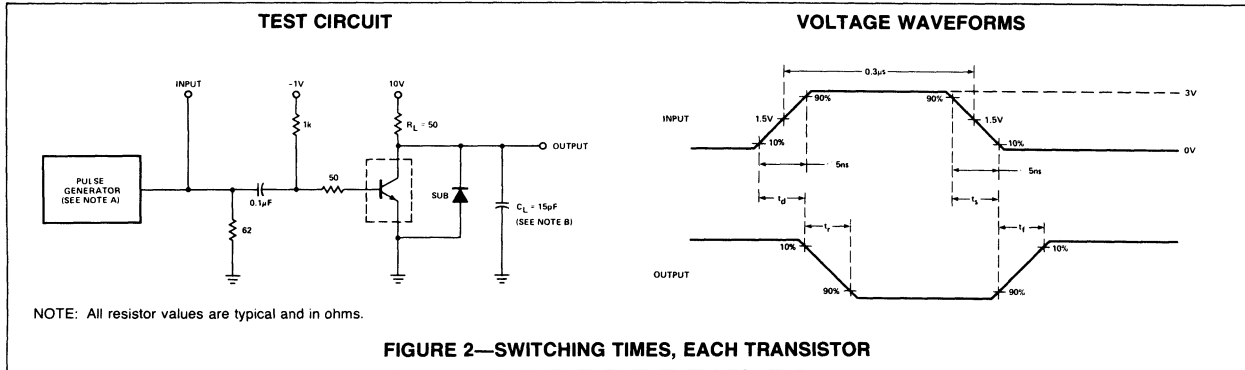 TEST CIRCUIT
INPUT
-1V
10V
1k
R_L = 50
OUTPUT
PULSE
GENERATOR
(SEE NOTE A)
0.1µF
50
SUB
C_L = 15pF
(SEE NOTE B)
62
NOTE: All resistor values are typical and in ohms.
VOLTAGE WAVEFORMS
0.3µs
3V
90%
90%
INPUT
1.5V
1.5V
10%
10%
0V
5ns
5ns
t_d
t_s
t_r
t_f
10%
10%
OUTPUT
90%
90%
FIGURE 2—SWITCHING TIMES, EACH TRANSISTOR